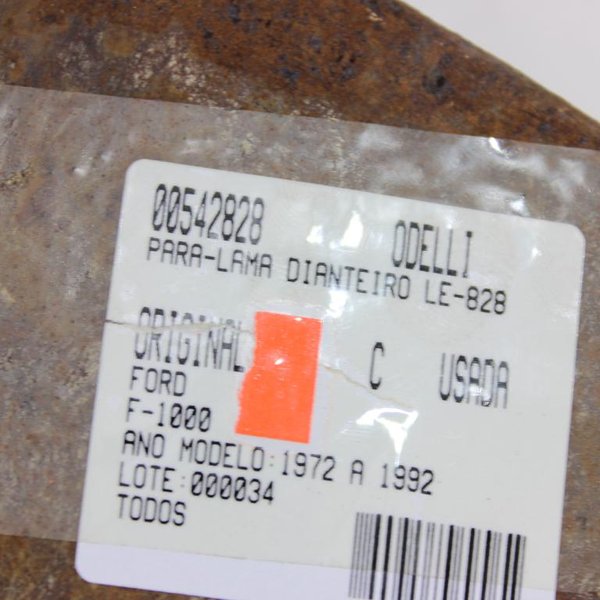 00542828 ODELLI
PARA-LAMA DIANTEIRO LE-828
ORIGINAL C USADA
FORD
F-1000
ANO MODELO:1972 A 1992
LOTE:000034
TODOS